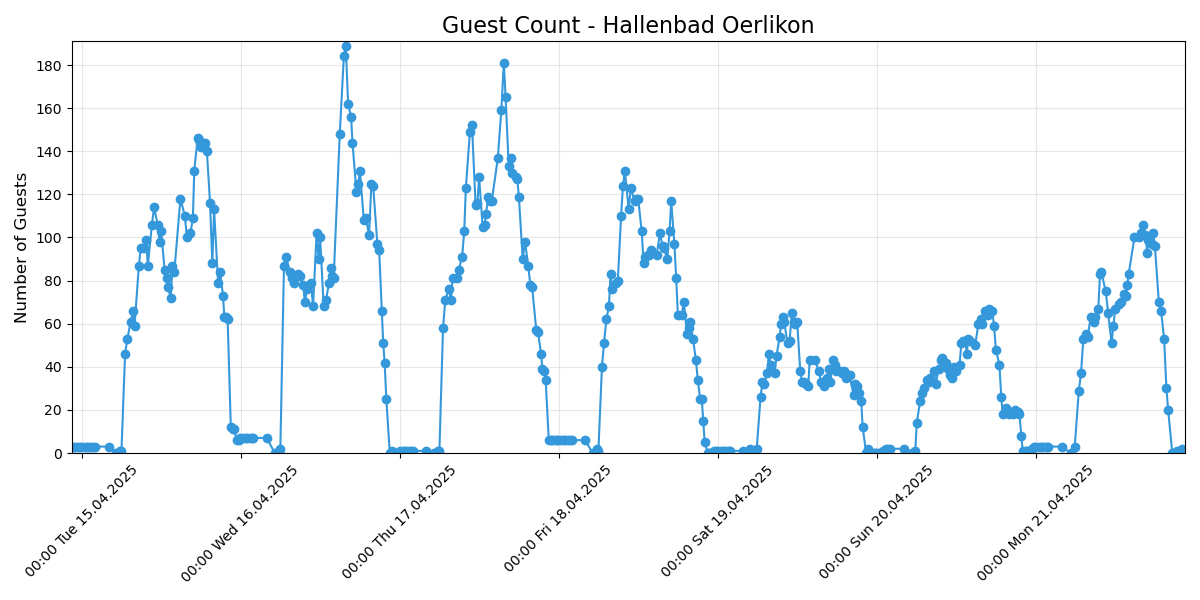 Guest Count - Hallenbad Oerlikon
Number of Guests
180
160
140
120
100
80
60
40
20
0
00:00 Tue 15.04.2025
00:00 Wed 16.04.2025
00:00 Thu 17.04.2025
00:00 Fri 18.04.2025
00:00 Sat 19.04.2025
00:00 Sun 20.04.2025
00:00 Mon 21.04.2025